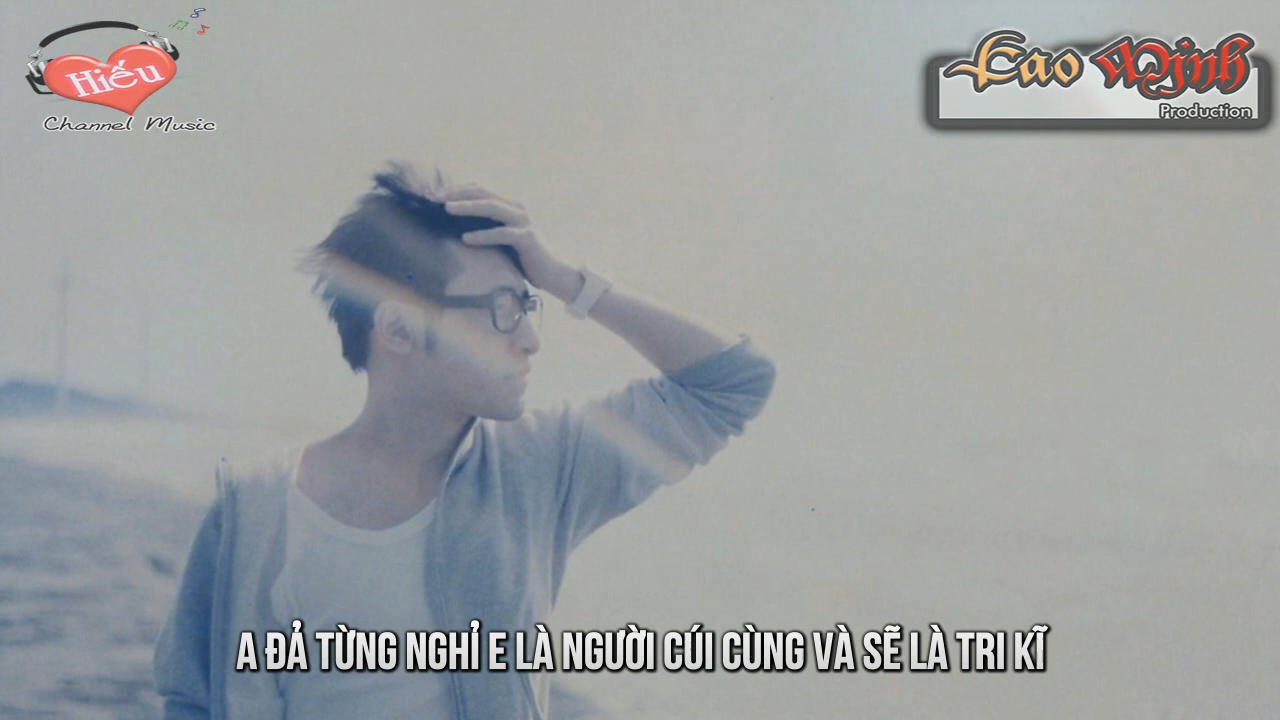 Hiếu
Channel Music
Cao Minh
Production
A ĐẢ TỪNG NGHỈ E LÀ NGƯỜI CÚI CÙNG VÀ SẼ LÀ TRI KĨ